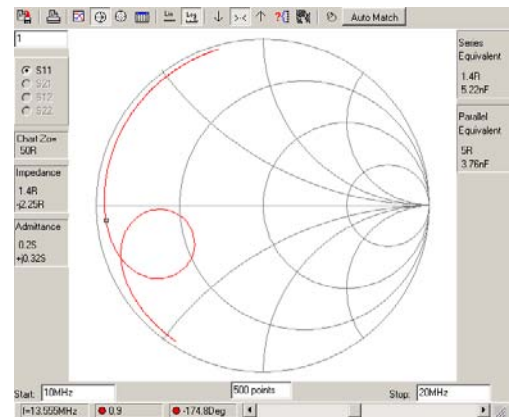 Lin Log Auto Match
1
S11
S21
S12
S22
Chart Zo=
50R
Impedance
1.4R
-j2.25R
Admittance
0.2S
+j0.32S
Series
Equivalent
1.4R
5.22nF
Parallel
Equivalent
5R
3.76nF
Start: 10MHz 500 points Stop: 20MHz
f=13.555MHz 0.9 -174.8Deg